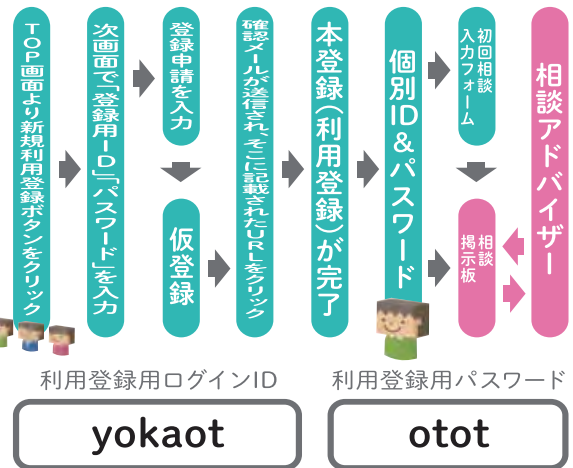 TOP画面より新規利用登録ボタンをクリック
次画面で「登録用ID」「パスワード」を入力
登録申請を入力
仮登録
確認メールが送信され、そこに記載されたURLをクリック
本登録(利用登録)が完了
個別ID&パスワード
初回相談
入力フォーム
相談
掲示板
相談アドバイザー
利用登録用ログインID
yokaot
利用登録用パスワード
otot